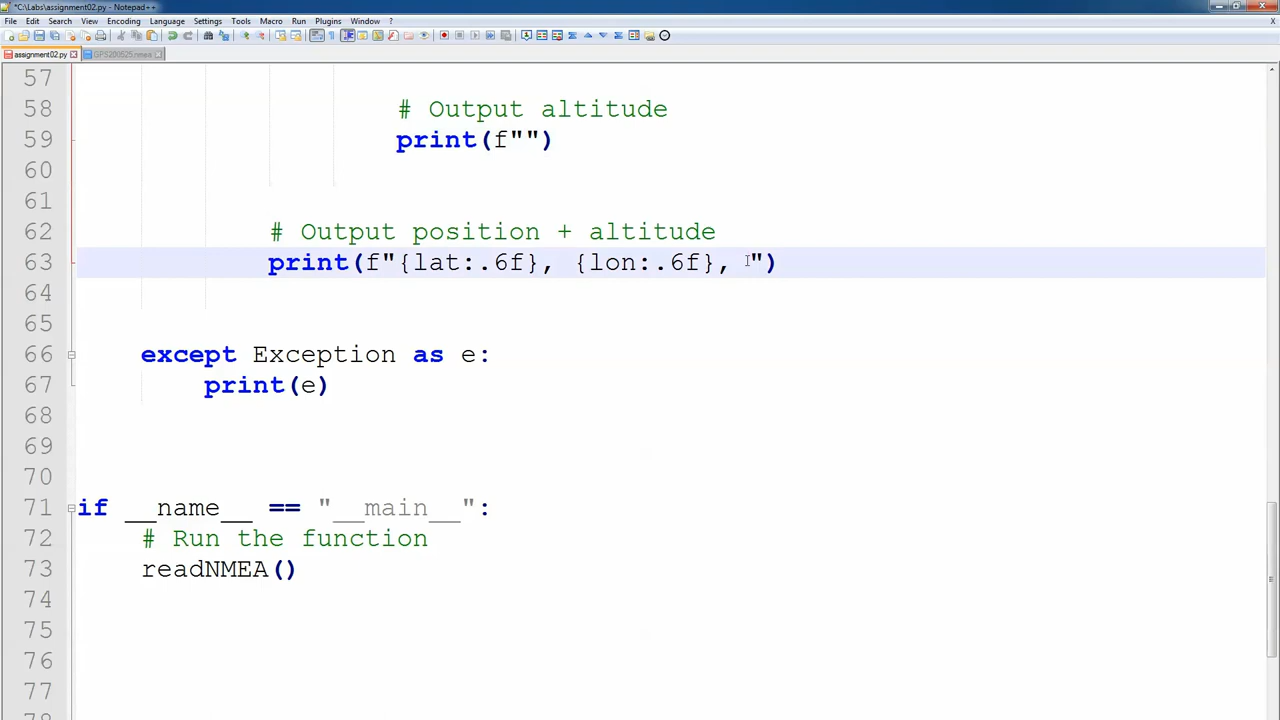 *C:\Labs\assignment02.py - Notepad++
File Edit Search View Encoding Language Settings Tools Macro Run Plugins Window ?
assignment02.py GPS200525.nmea
57
58 # Output altitude
59 print(f"")
60
61
62 # Output position + altitude
63 print(f"{lat:.6f}, {lon:.6f}, ")
64
65
66 except Exception as e:
67 print(e)
68
69
70
71 if __name__ == "__main__":
72 # Run the function
73 readNMEA()
74
75
76
77